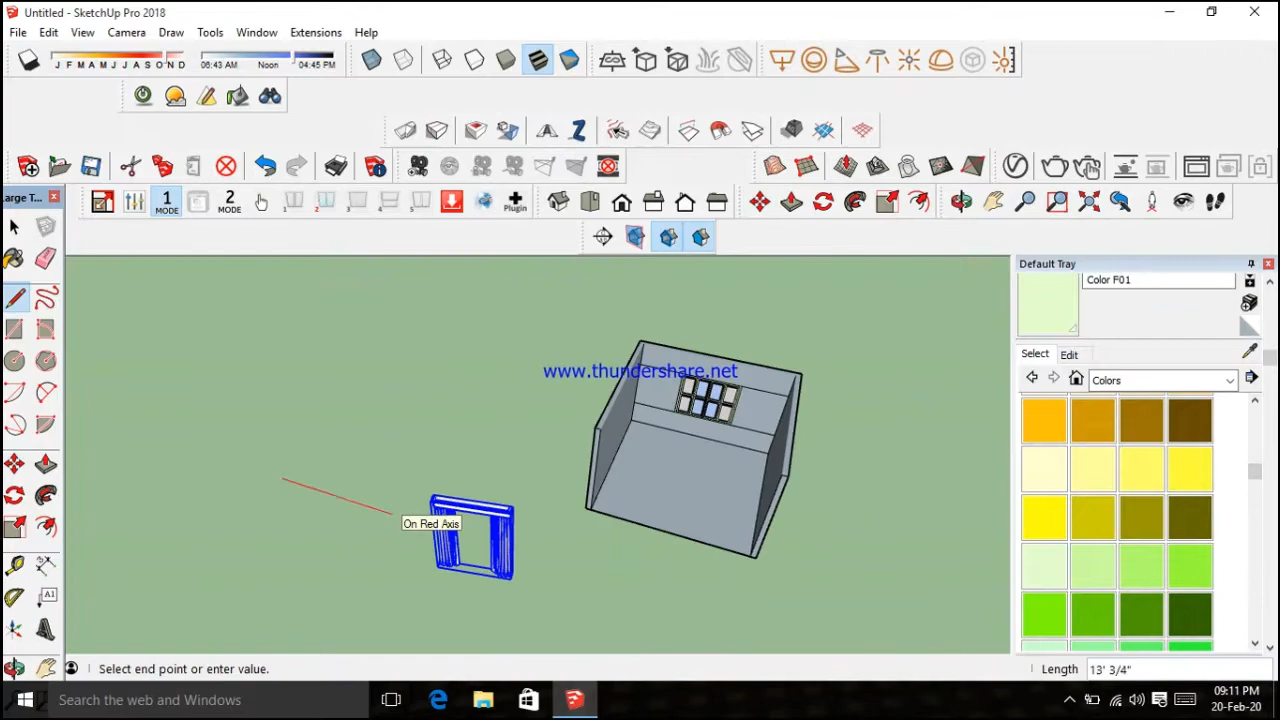 Untitled - SketchUp Pro 2018
File Edit View Camera Draw Tools Window Extensions Help
J F M A M J J A S O N D 06:43 AM Noon 04:45 PM
1 MODE 2 MODE Plugin
Large T...
Default Tray
Color F01
Select Edit
Colors
www.thundershare.net
On Red Axis
A1
Select end point or enter value. Length 13' 3/4"
Search the web and Windows
09:11 PM
20-Feb-20